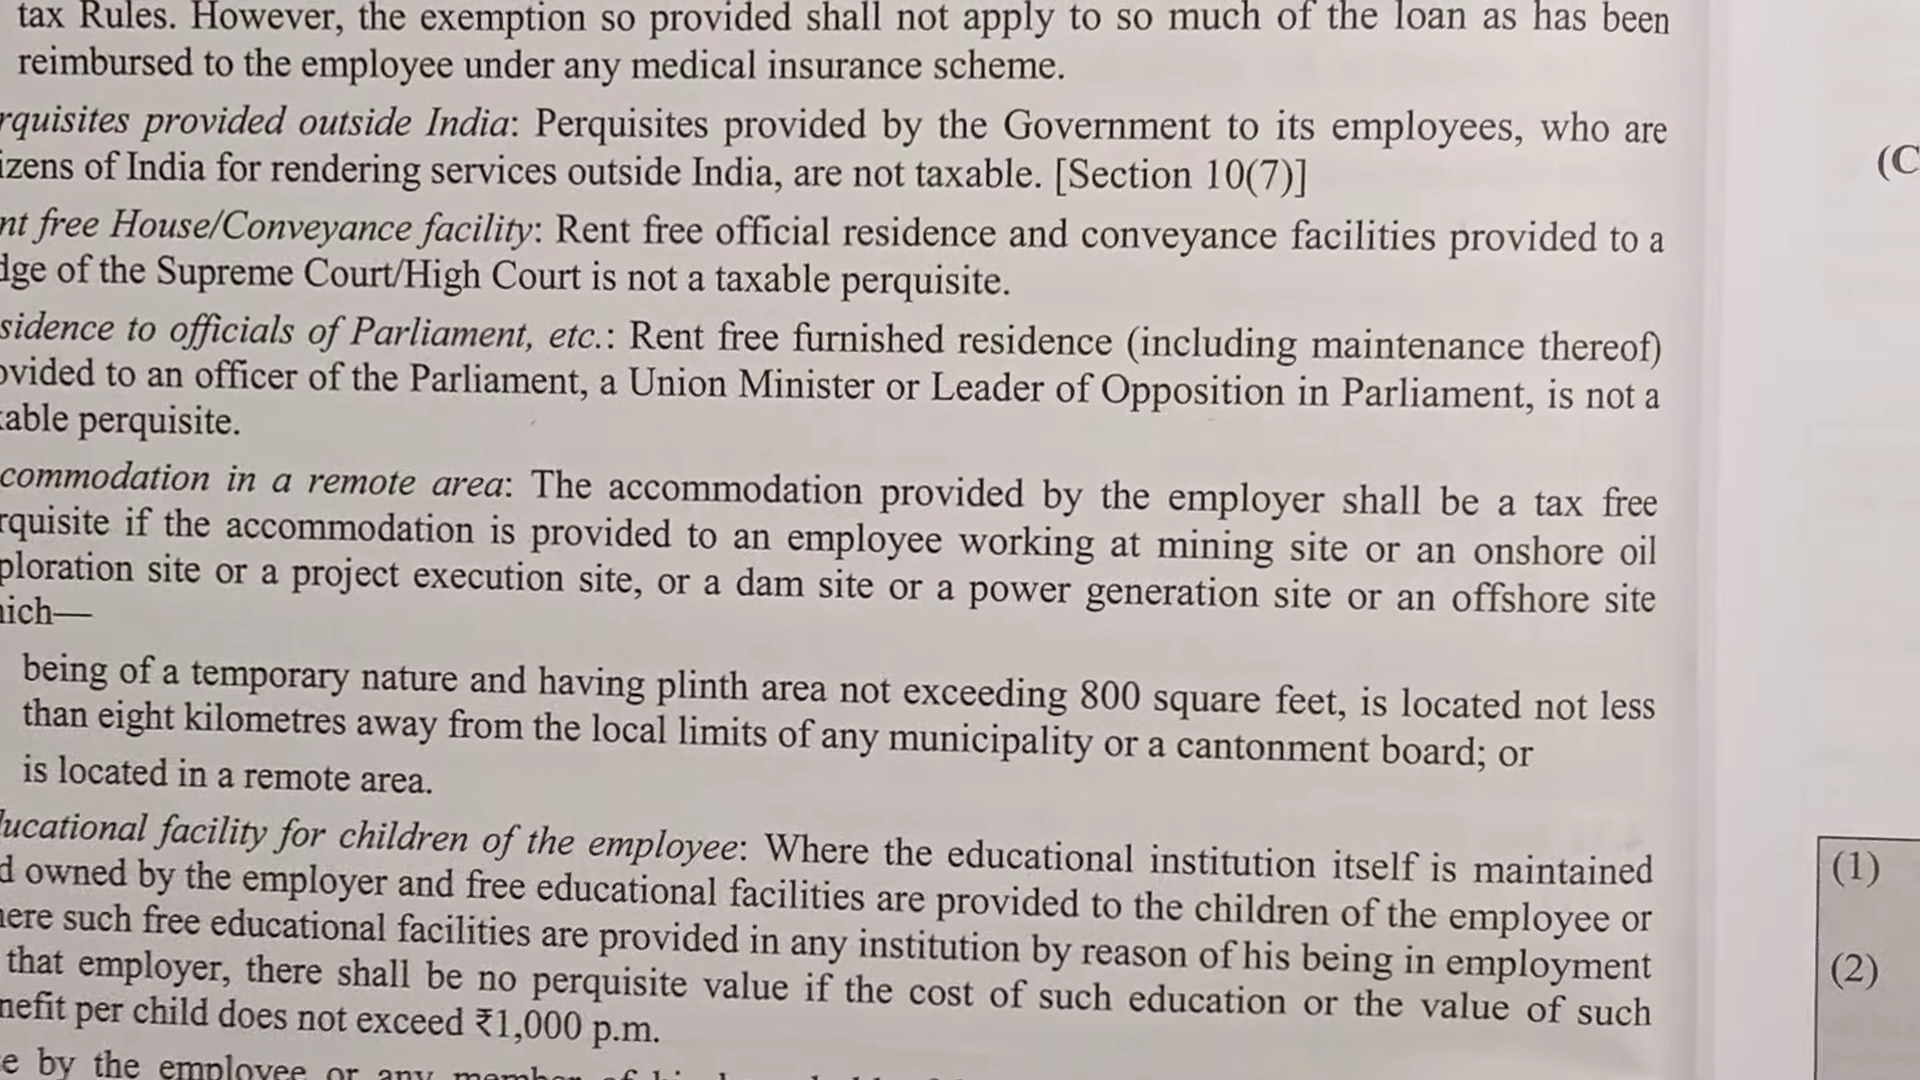 tax Rules. However, the exemption so provided shall not apply to so much of the loan as has been
reimbursed to the employee under any medical insurance scheme.
rquisites provided outside India: Perquisites provided by the Government to its employees, who are
izens of India for rendering services outside India, are not taxable. [Section 10(7)]
(C
nt free House/Conveyance facility: Rent free official residence and conveyance facilities provided to a
dge of the Supreme Court/High Court is not a taxable perquisite.
sidence to officials of Parliament, etc.: Rent free furnished residence (including maintenance thereof)
ovided to an officer of the Parliament, a Union Minister or Leader of Opposition in Parliament, is not a
able perquisite.
commodation in a remote area: The accommodation provided by the employer shall be a tax free
rquisite if the accommodation is provided to an employee working at mining site or an onshore oil
ploration site or a project execution site, or a dam site or a power generation site or an offshore site
ich—
being of a temporary nature and having plinth area not exceeding 800 square feet, is located not less
than eight kilometres away from the local limits of any municipality or a cantonment board; or
is located in a remote area.
ucational facility for children of the employee: Where the educational institution itself is maintained
d owned by the employer and free educational facilities are provided to the children of the employee or
ere such free educational facilities are provided in any institution by reason of his being in employment
that employer, there shall be no perquisite value if the cost of such education or the value of such
nefit per child does not exceed ₹1,000 p.m.
e by the employee or any
(1)
(2)